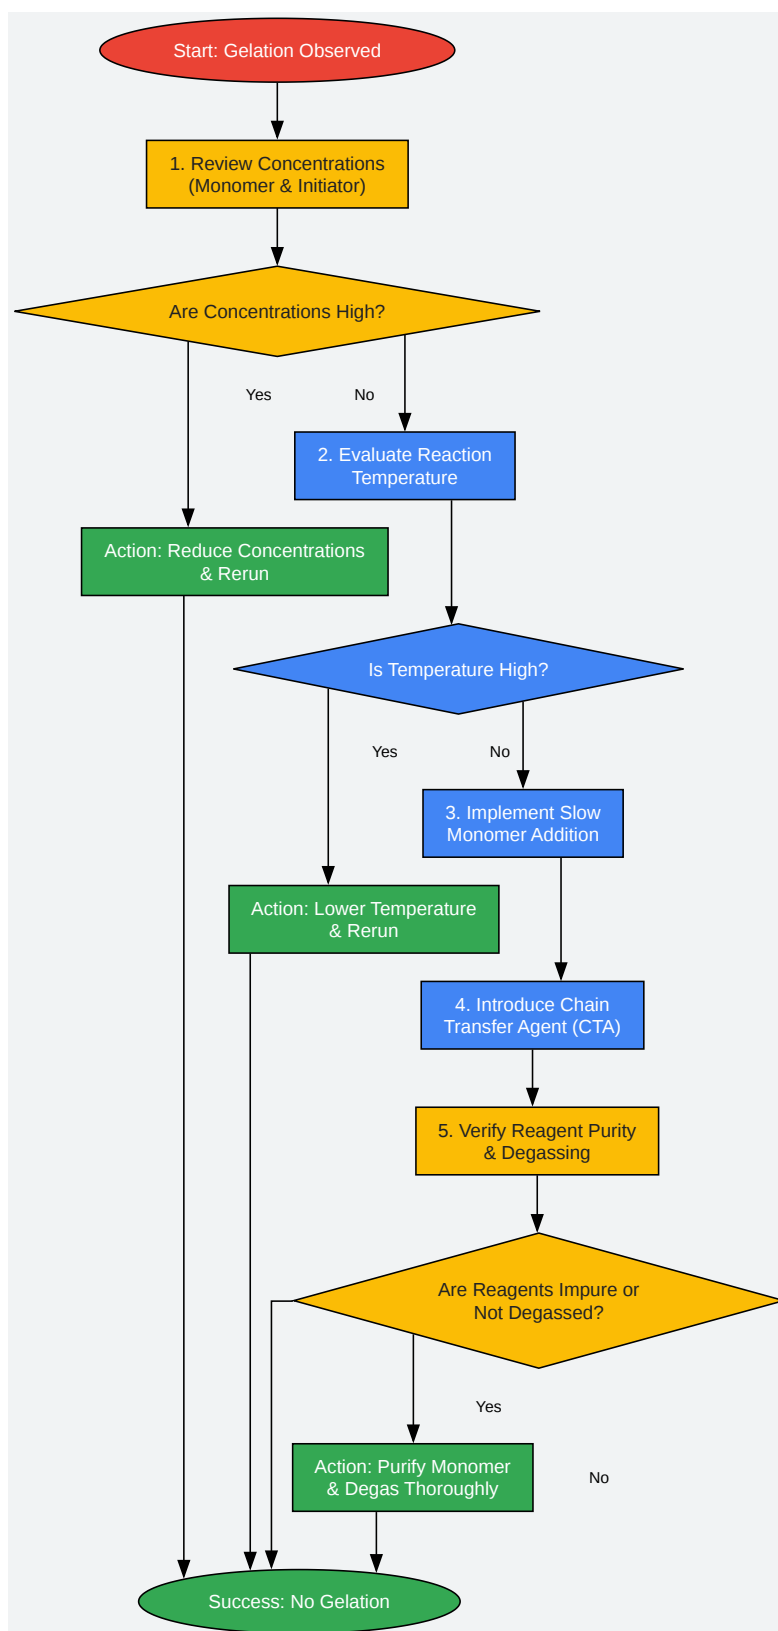 Start: Gelation Observed
1. Review Concentrations
(Monomer & Initiator)
Are Concentrations High?
Yes
No
2. Evaluate Reaction
Temperature
Action: Reduce Concentrations
& Rerun
Is Temperature High?
Yes
No
3. Implement Slow
Monomer Addition
Action: Lower Temperature
& Rerun
4. Introduce Chain
Transfer Agent (CTA)
5. Verify Reagent Purity
& Degassing
Are Reagents Impure or
Not Degassed?
Yes
Action: Purify Monomer
& Degas Thoroughly
No
Success: No Gelation